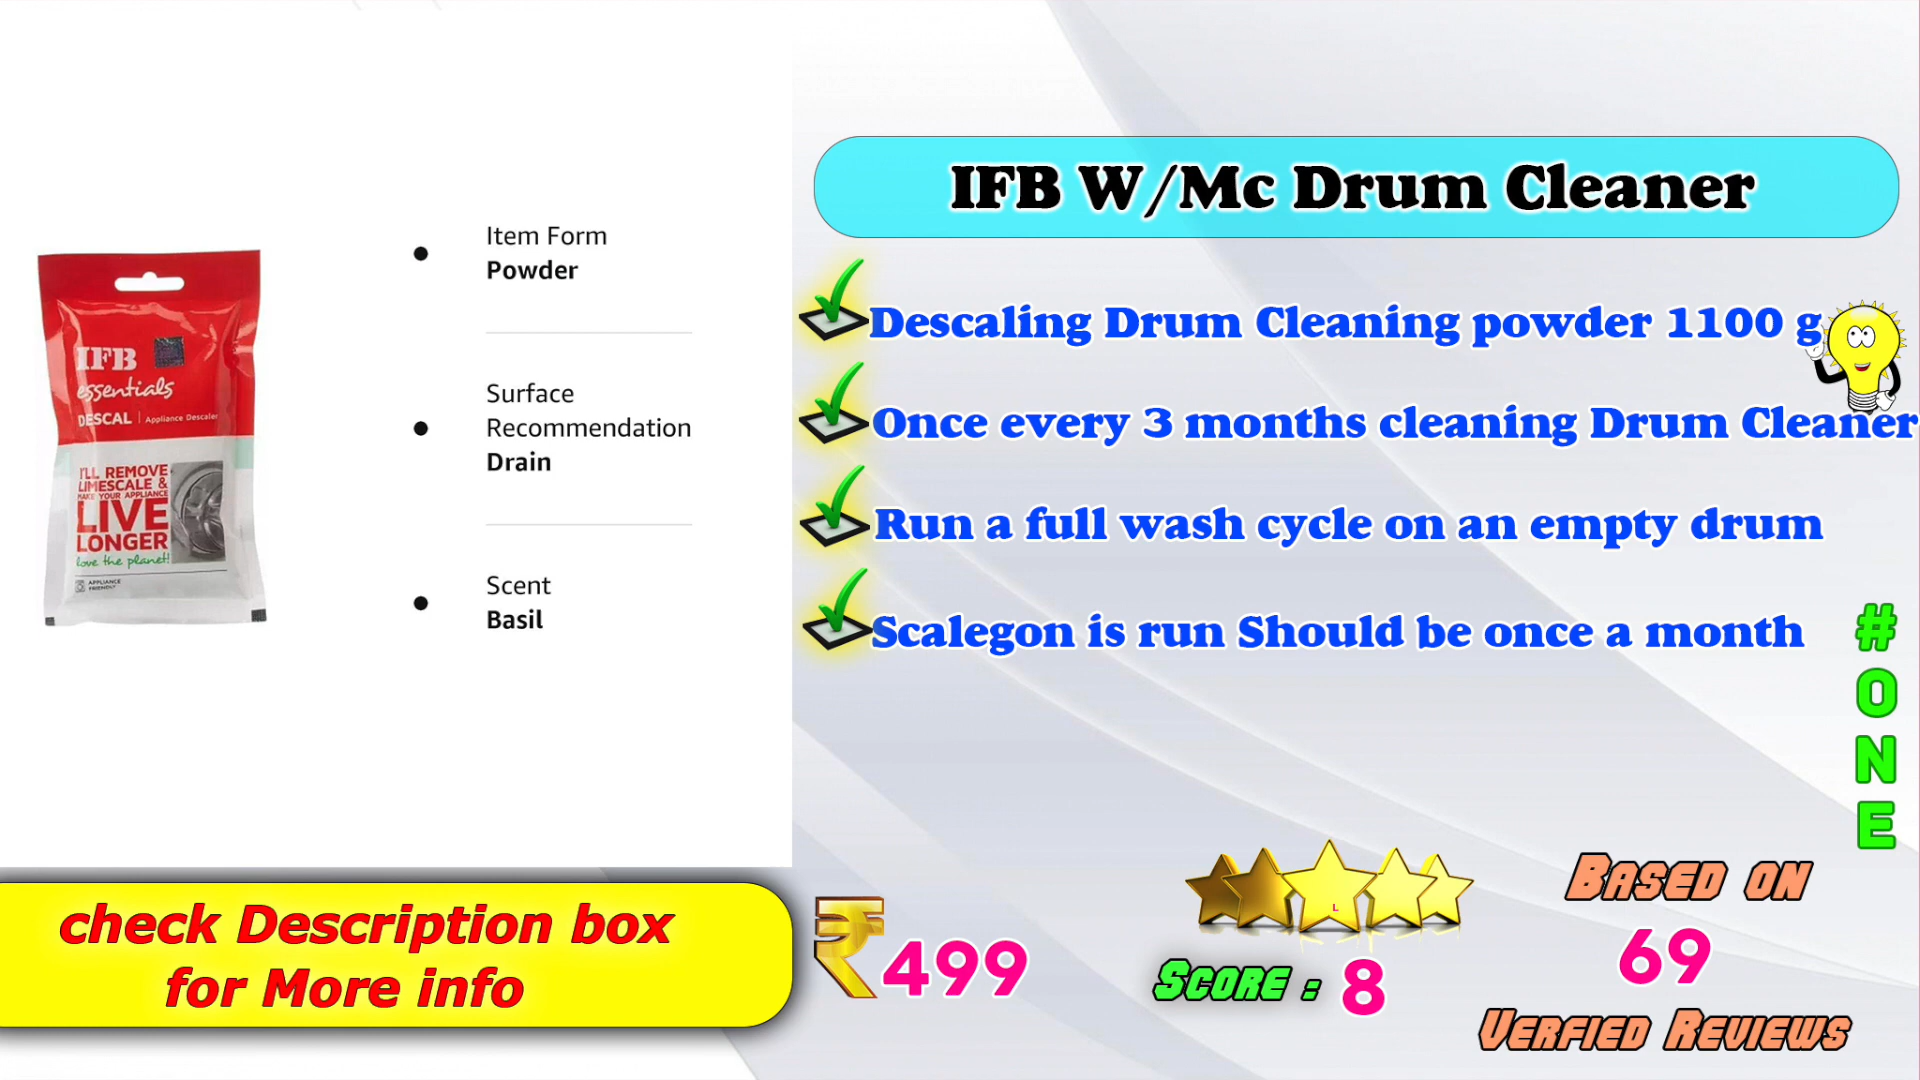 IFB W/Mc Drum Cleaner
Item Form
Powder
Surface
Recommendation
Drain
Scent
Basil
IFB
essentials
DESCAL | Appliance Descaler
I'LL REMOVE
LIMESCALE &
MAKE YOUR APPLIANCE
LIVE
LONGER
love the planet!
APPLIANCE
FRIENDLY
Descaling Drum Cleaning powder 1100 g
Once every 3 months cleaning Drum Cleaner
Run a full wash cycle on an empty drum
Scalegon is run Should be once a month
#
O
N
E
check Description box
for More info
₹499
L
Score : 8
Based on
69
Verfied Reviews